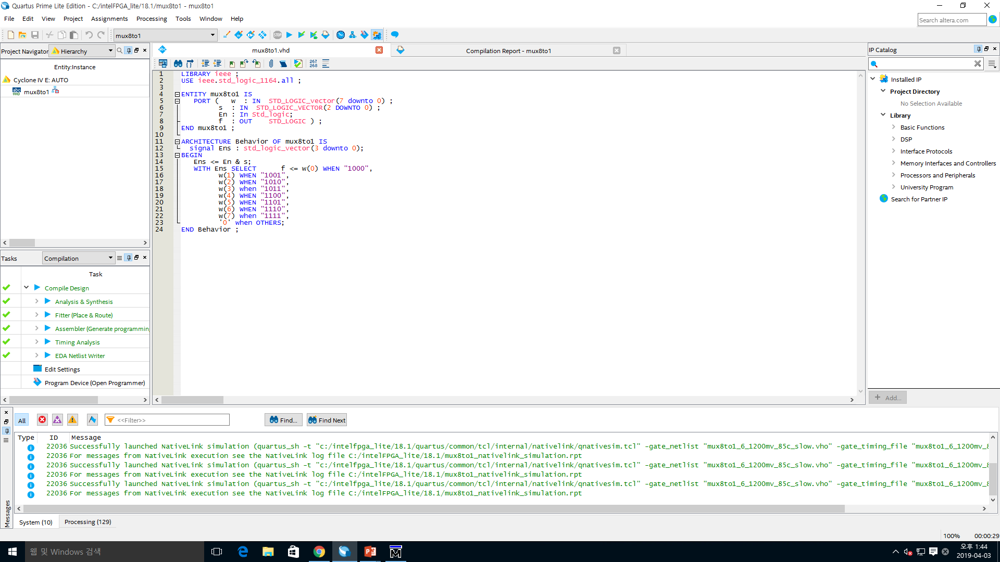 Quartus Prime Lite Edition - C:/intelFPGA_lite/18.1/mux8to1 - mux8to1
File Edit View Project Assignments Processing Tools Window Help
Search altera.com
mux8to1
STOP
Project Navigator Hierarchy
Entity:Instance
Cyclone IV E: AUTO
abc VHD mux8to1
Tasks Compilation
Task
Compile Design
Analysis & Synthesis
Fitter (Place & Route)
Assembler (Generate programming
Timing Analysis
EDA Netlist Writer
Edit Settings
Program Device (Open Programmer)
abc mux8to1.vhd
Compilation Report - mux8to1
267
268
1 LIBRARY ieee ;
2 USE ieee.std_logic_1164.all ;
3
4 ENTITY mux8to1 IS
5 PORT ( w : IN STD_LOGIC_vector(7 downto 0) ;
6 s : IN STD_LOGIC_VECTOR(2 DOWNTO 0) ;
7 En : In Std_logic;
8 f : OUT STD_LOGIC ) ;
9 END mux8to1 ;
10
11 ARCHITECTURE Behavior OF mux8to1 IS
12 signal Ens : std_logic_vector(3 downto 0);
13 BEGIN
14 Ens <= En & s;
15 WITH Ens SELECT f <= w(0) WHEN "1000",
16 w(1) WHEN "1001",
17 w(2) WHEN "1010",
18 w(3) when "1011",
19 w(4) WHEN "1100",
20 w(5) WHEN "1101",
21 w(6) WHEN "1110",
22 w(7) when "1111",
23 '0' when OTHERS;
24 END Behavior ;
IP Catalog
Installed IP
Project Directory
No Selection Available
Library
Basic Functions
DSP
Interface Protocols
Memory Interfaces and Controllers
Processors and Peripherals
University Program
Search for Partner IP
+ Add...
All <<Filter>> Find... Find Next
Type ID Message
22036 Successfully launched NativeLink simulation (quartus_sh -t "c:/intelfpga_lite/18.1/quartus/common/tcl/internal/nativelink/qnativesim.tcl" -gate_netlist "mux8to1_6_1200mv_85c_slow.vho" -gate_timing_file "mux8to1_6_1200mv_8
22036 For messages from NativeLink execution see the NativeLink log file C:/intelFPGA_lite/18.1/mux8to1_nativelink_simulation.rpt
22036 Successfully launched NativeLink simulation (quartus_sh -t "c:/intelfpga_lite/18.1/quartus/common/tcl/internal/nativelink/qnativesim.tcl" -gate_netlist "mux8to1_6_1200mv_85c_slow.vho" -gate_timing_file "mux8to1_6_1200mv_8
22036 For messages from NativeLink execution see the NativeLink log file C:/intelFPGA_lite/18.1/mux8to1_nativelink_simulation.rpt
22036 Successfully launched NativeLink simulation (quartus_sh -t "c:/intelfpga_lite/18.1/quartus/common/tcl/internal/nativelink/qnativesim.tcl" -gate_netlist "mux8to1_6_1200mv_85c_slow.vho" -gate_timing_file "mux8to1_6_1200mv_8
22036 For messages from NativeLink execution see the NativeLink log file C:/intelFPGA_lite/18.1/mux8to1_nativelink_simulation.rpt
Messages
System (10) Processing (129)
100% 00:00:29
웹 및 Windows 검색
오후 1:44
2019-04-03